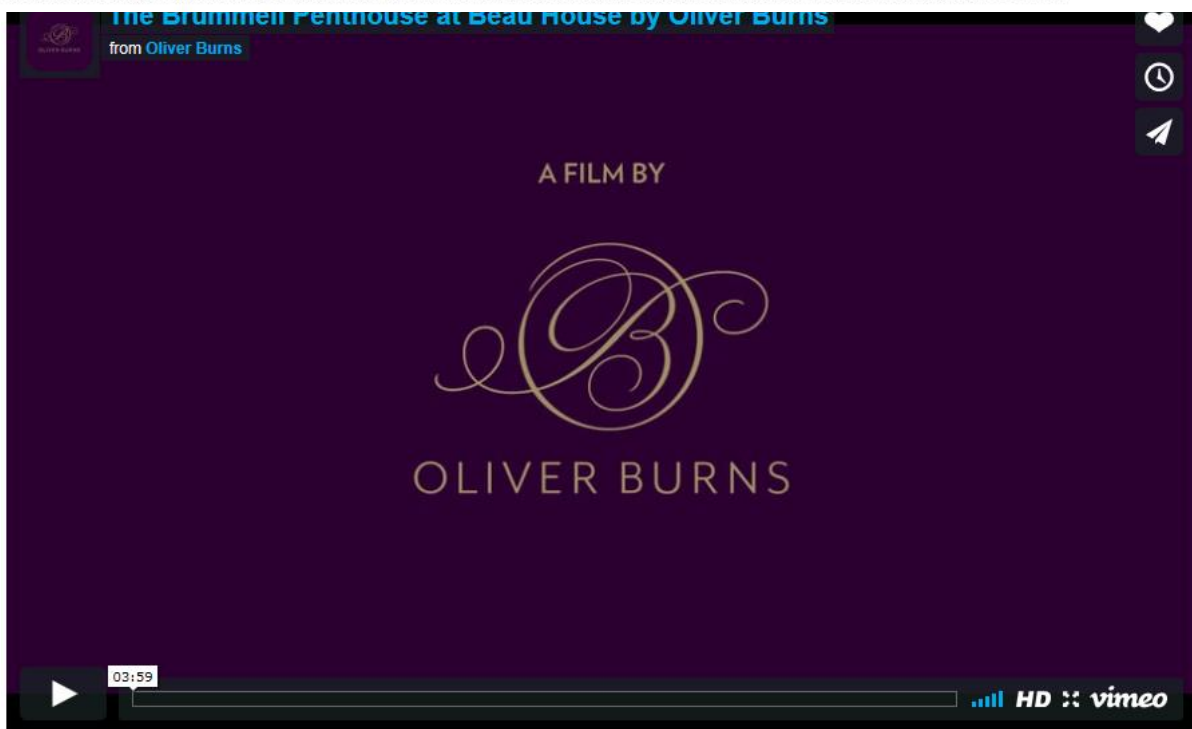 The Brummell Penthouse at Beau House by Oliver Burns
from Oliver Burns
A FILM BY
B
OLIVER BURNS
03:59
HD vimeo